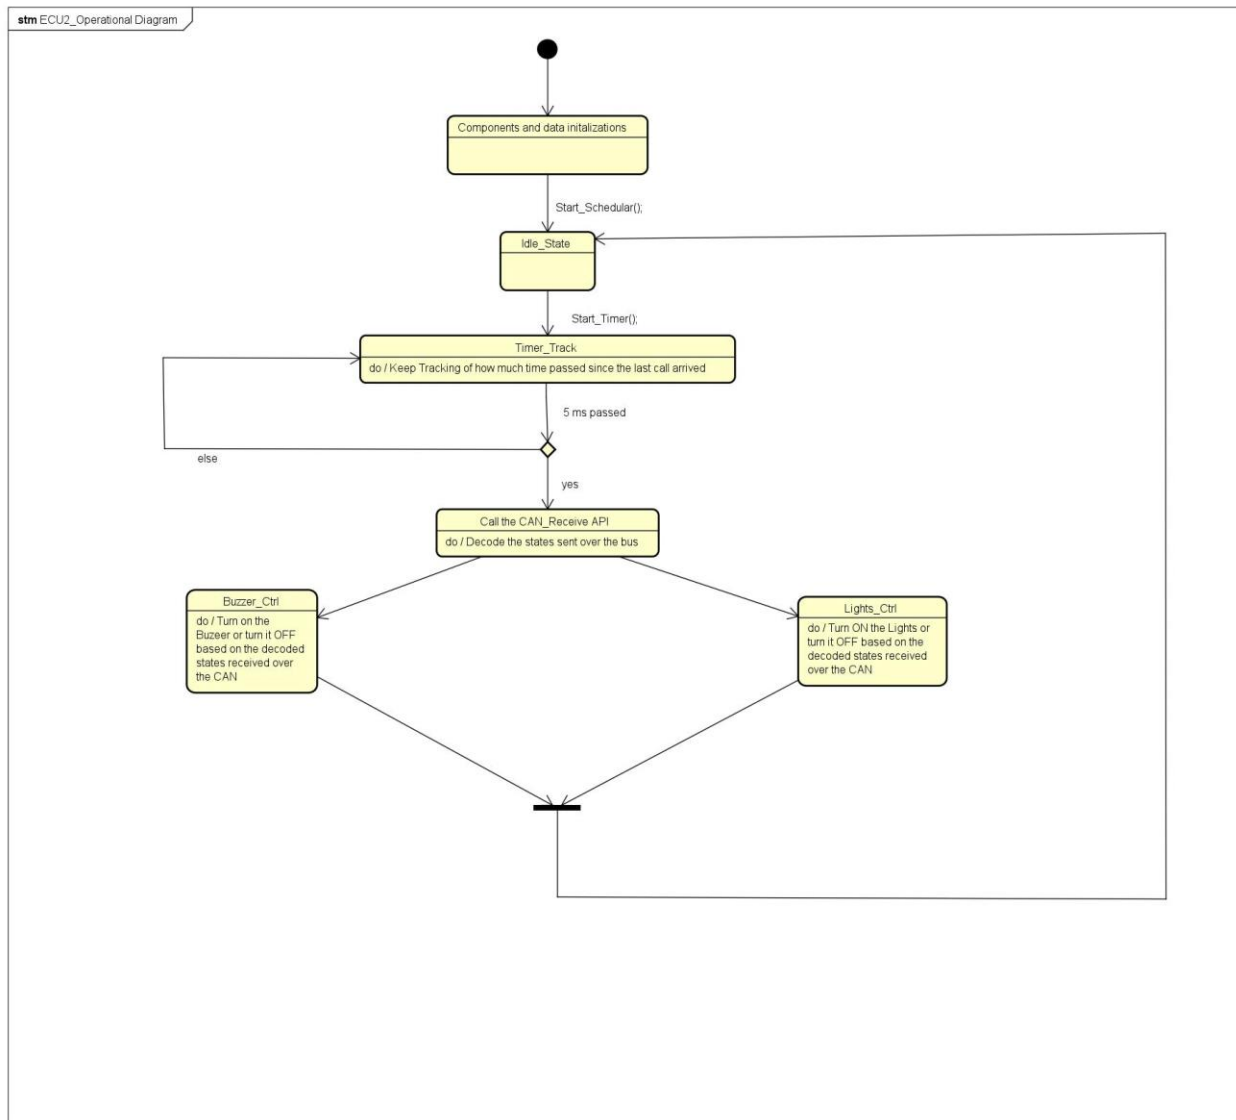 stm ECU2_Operational Diagram
Components and data initalizations
Start_Schedular();
Idle_State
Start_Timer();
Timer_Track
do / Keep Tracking of how much time passed since the last call arrived
5 ms passed
else
yes
Call the CAN_Receive API
do / Decode the states sent over the bus
Buzzer_Ctrl
do / Turn on the
Buzeer or turn it OFF
based on the decoded
states received over
the CAN
Lights_Ctrl
do / Turn ON the Lights or
turn it OFF based on the
decoded states received
over the CAN